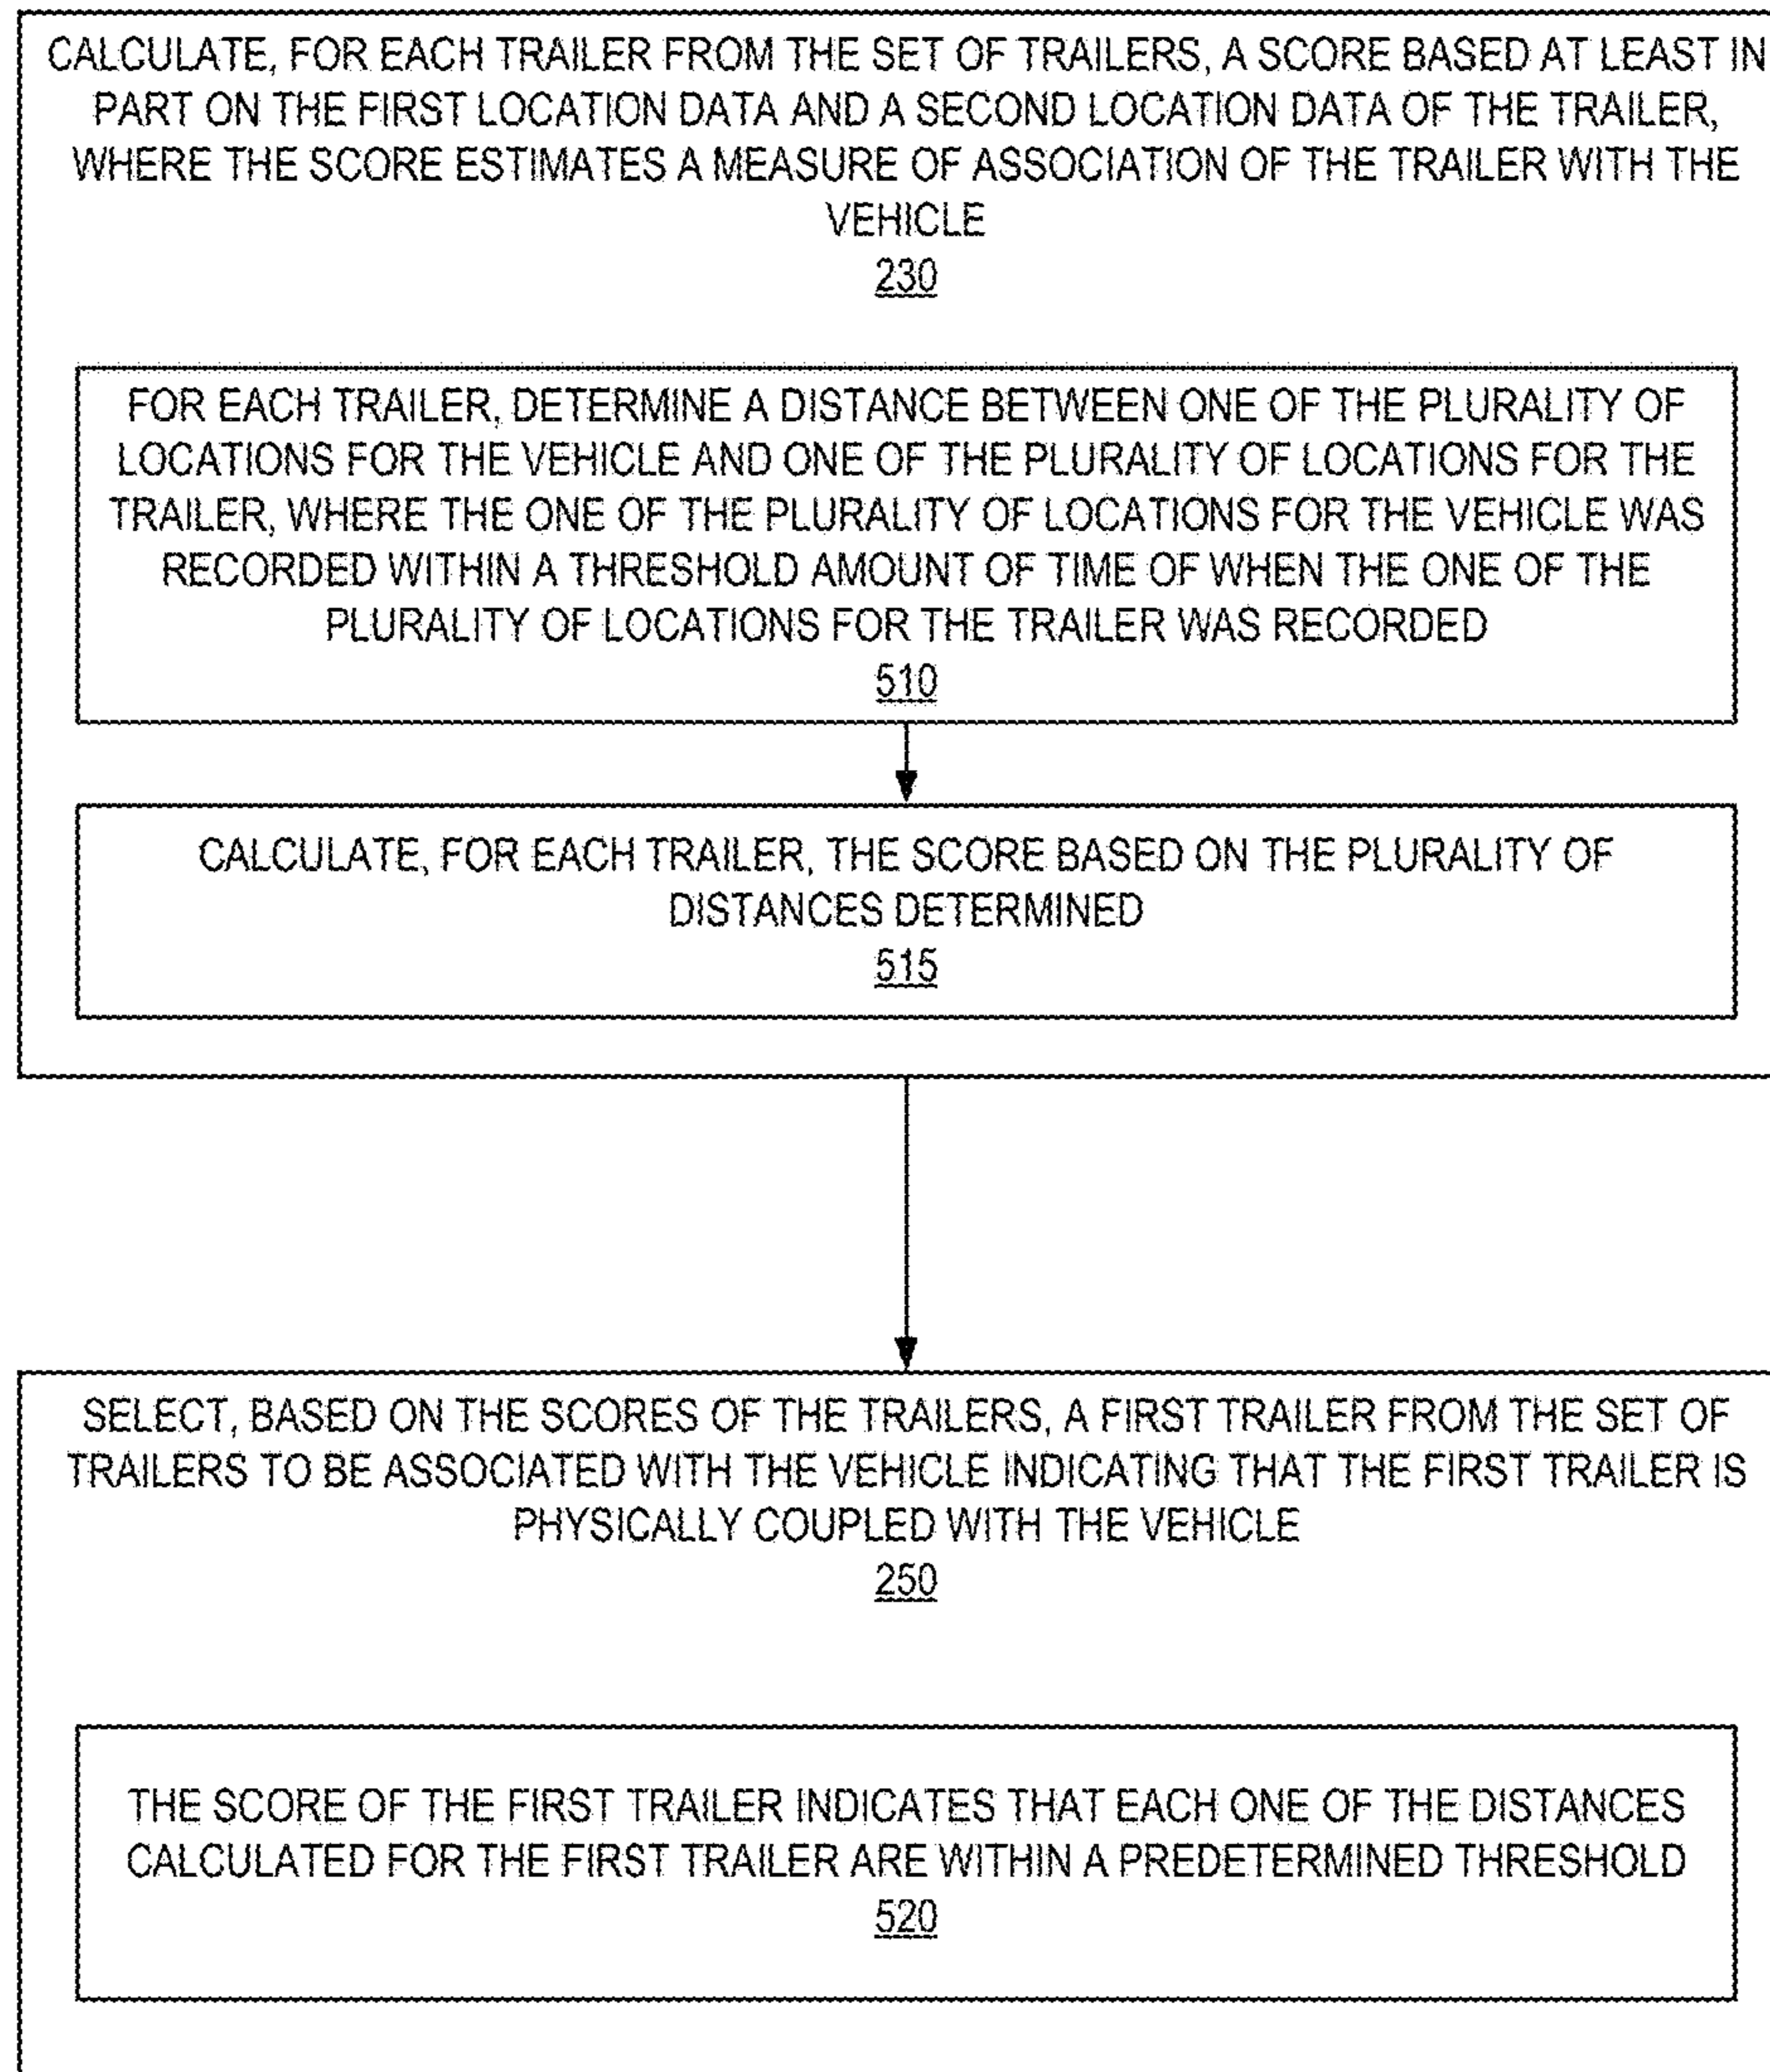 CALCULATE, FOR EACH TRAILER FROM THE SET OF TRAILERS, A SCORE BASED AT LEAST IN
PART ON THE FIRST LOCATION DATA AND A SECOND LOCATION DATA OF THE TRAILER,
WHERE THE SCORE ESTIMATES A MEASURE OF ASSOCIATION OF THE TRAILER WITH THE
VEHICLE
230
FOR EACH TRAILER, DETERMINE A DISTANCE BETWEEN ONE OF THE PLURALITY OF
LOCATIONS FOR THE VEHICLE AND ONE OF THE PLURALITY OF LOCATIONS FOR THE
TRAILER, WHERE THE ONE OF THE PLURALITY OF LOCATIONS FOR THE VEHICLE WAS
RECORDED WITHIN A THRESHOLD AMOUNT OF TIME OF WHEN THE ONE OF THE
PLURALITY OF LOCATIONS FOR THE TRAILER WAS RECORDED
510
CALCULATE, FOR EACH TRAILER, THE SCORE BASED ON THE PLURALITY OF
DISTANCES DETERMINED
515
SELECT, BASED ON THE SCORES OF THE TRAILERS, A FIRST TRAILER FROM THE SET OF
TRAILERS TO BE ASSOCIATED WITH THE VEHICLE INDICATING THAT THE FIRST TRAILER IS
PHYSICALLY COUPLED WITH THE VEHICLE
250
THE SCORE OF THE FIRST TRAILER INDICATES THAT EACH ONE OF THE DISTANCES
CALCULATED FOR THE FIRST TRAILER ARE WITHIN A PREDETERMINED THRESHOLD
520